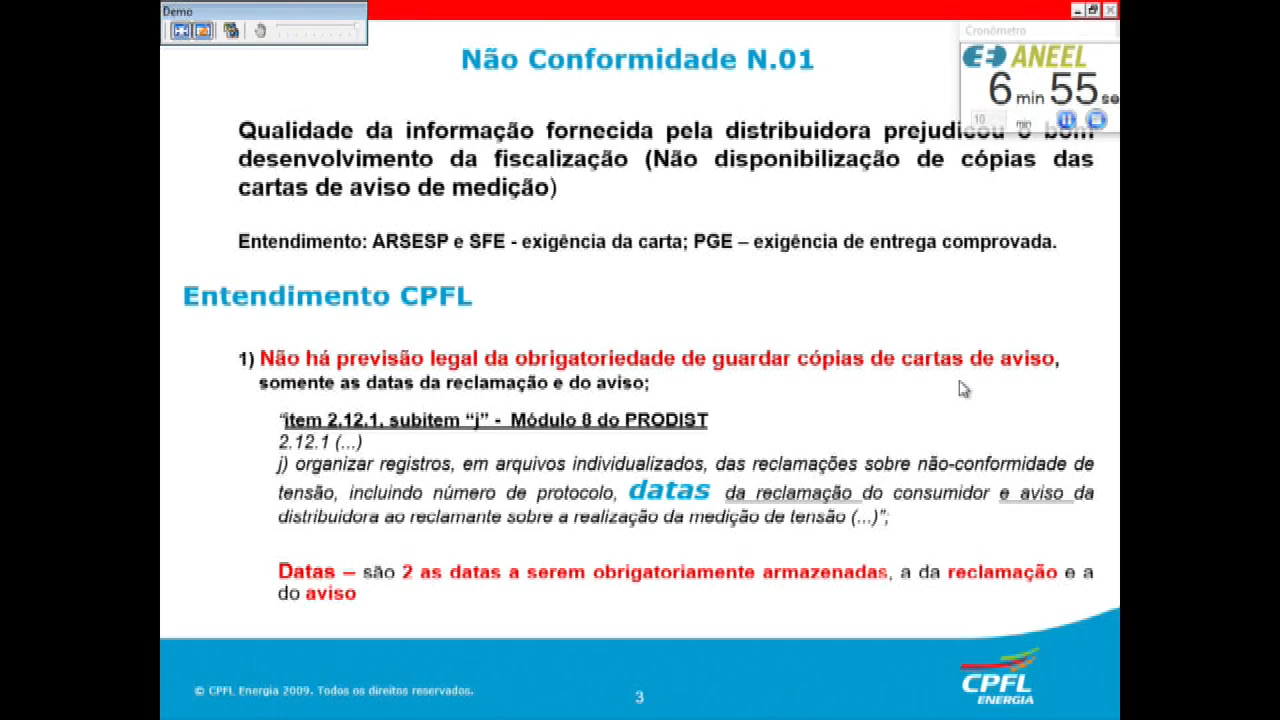 Demo
Não Conformidade N.01
Cronômetro
ANEEL
6 min 55 se
10 min
Qualidade da informação fornecida pela distribuidora prejudicou o bom
desenvolvimento da fiscalização (Não disponibilização de cópias das
cartas de aviso de medição)
Entendimento: ARSESP e SFE - exigência da carta; PGE – exigência de entrega comprovada.
Entendimento CPFL
1) Não há previsão legal da obrigatoriedade de guardar cópias de cartas de aviso,
somente as datas da reclamação e do aviso;
“item 2.12.1, subitem “j” - Módulo 8 do PRODIST
2.12.1 (...)
j) organizar registros, em arquivos individualizados, das reclamações sobre não-conformidade de
tensão, incluindo número de protocolo, datas da reclamação do consumidor e aviso da
distribuidora ao reclamante sobre a realização da medição de tensão (...)”;
Datas – são 2 as datas a serem obrigatoriamente armazenadas, a da reclamação e a
do aviso
© CPFL Energia 2009. Todos os direitos reservados.
3
CPFL
ENERGIA